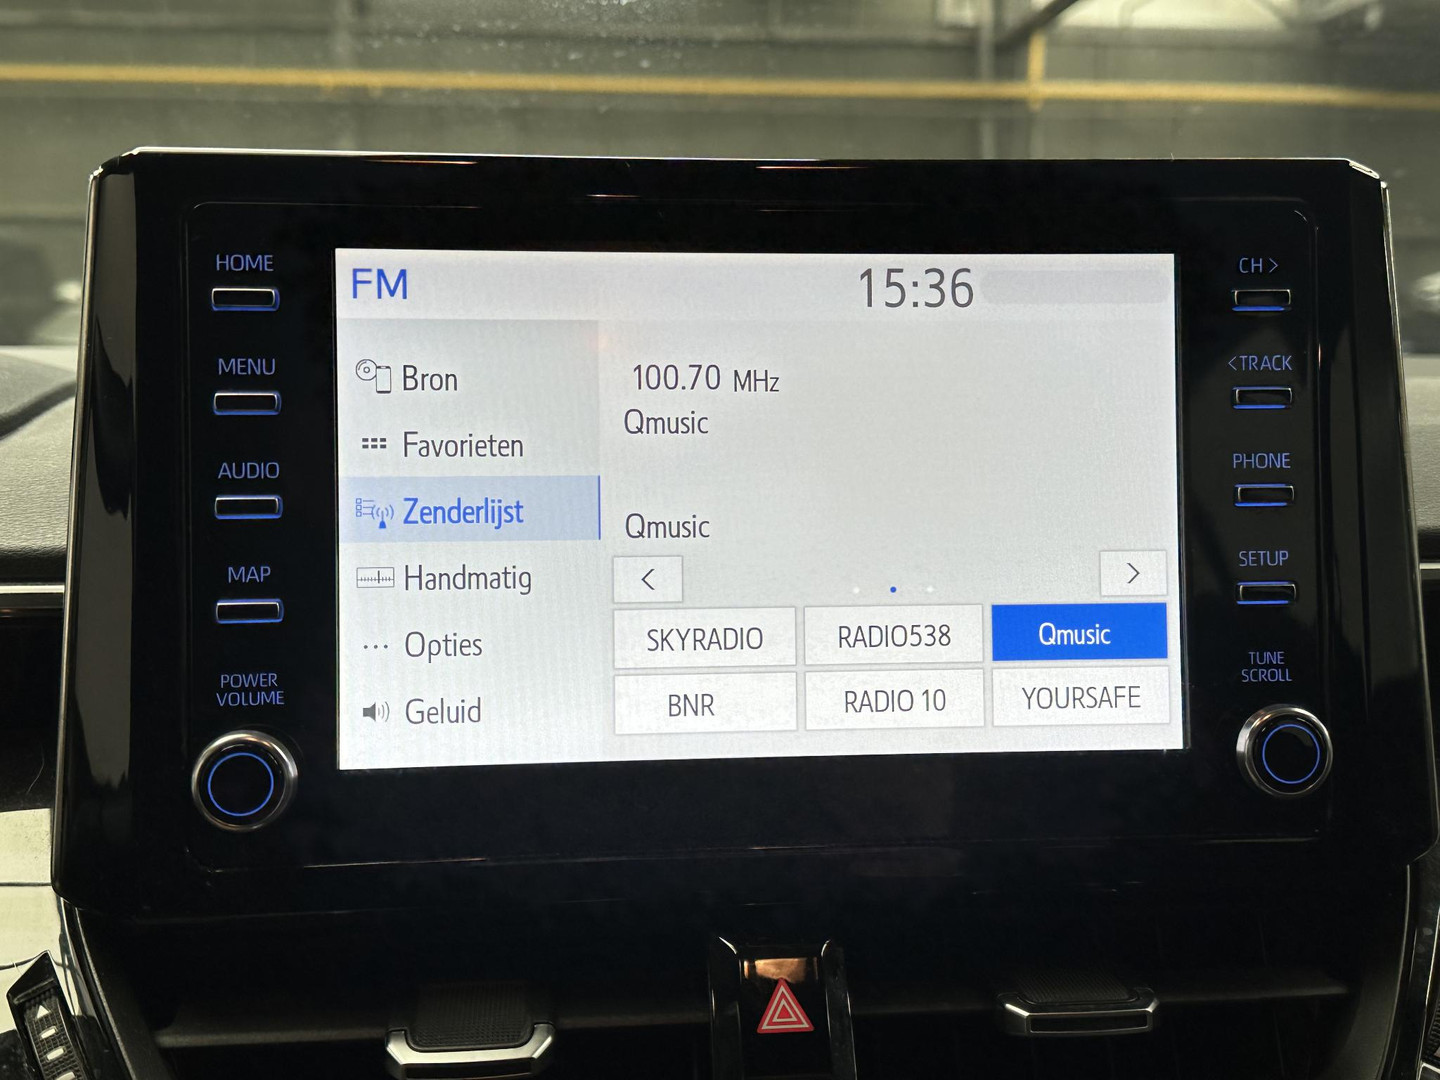 HOME
MENU
AUDIO
MAP
POWER
VOLUME
FM
15:36
Bron
Favorieten
Zenderlijst
Handmatig
Opties
Geluid
100.70 MHz
Qmusic
Qmusic
<
>
SKYRADIO
RADIO538
Qmusic
BNR
RADIO 10
YOURSAFE
CH >
< TRACK
PHONE
SETUP
TUNE
SCROLL